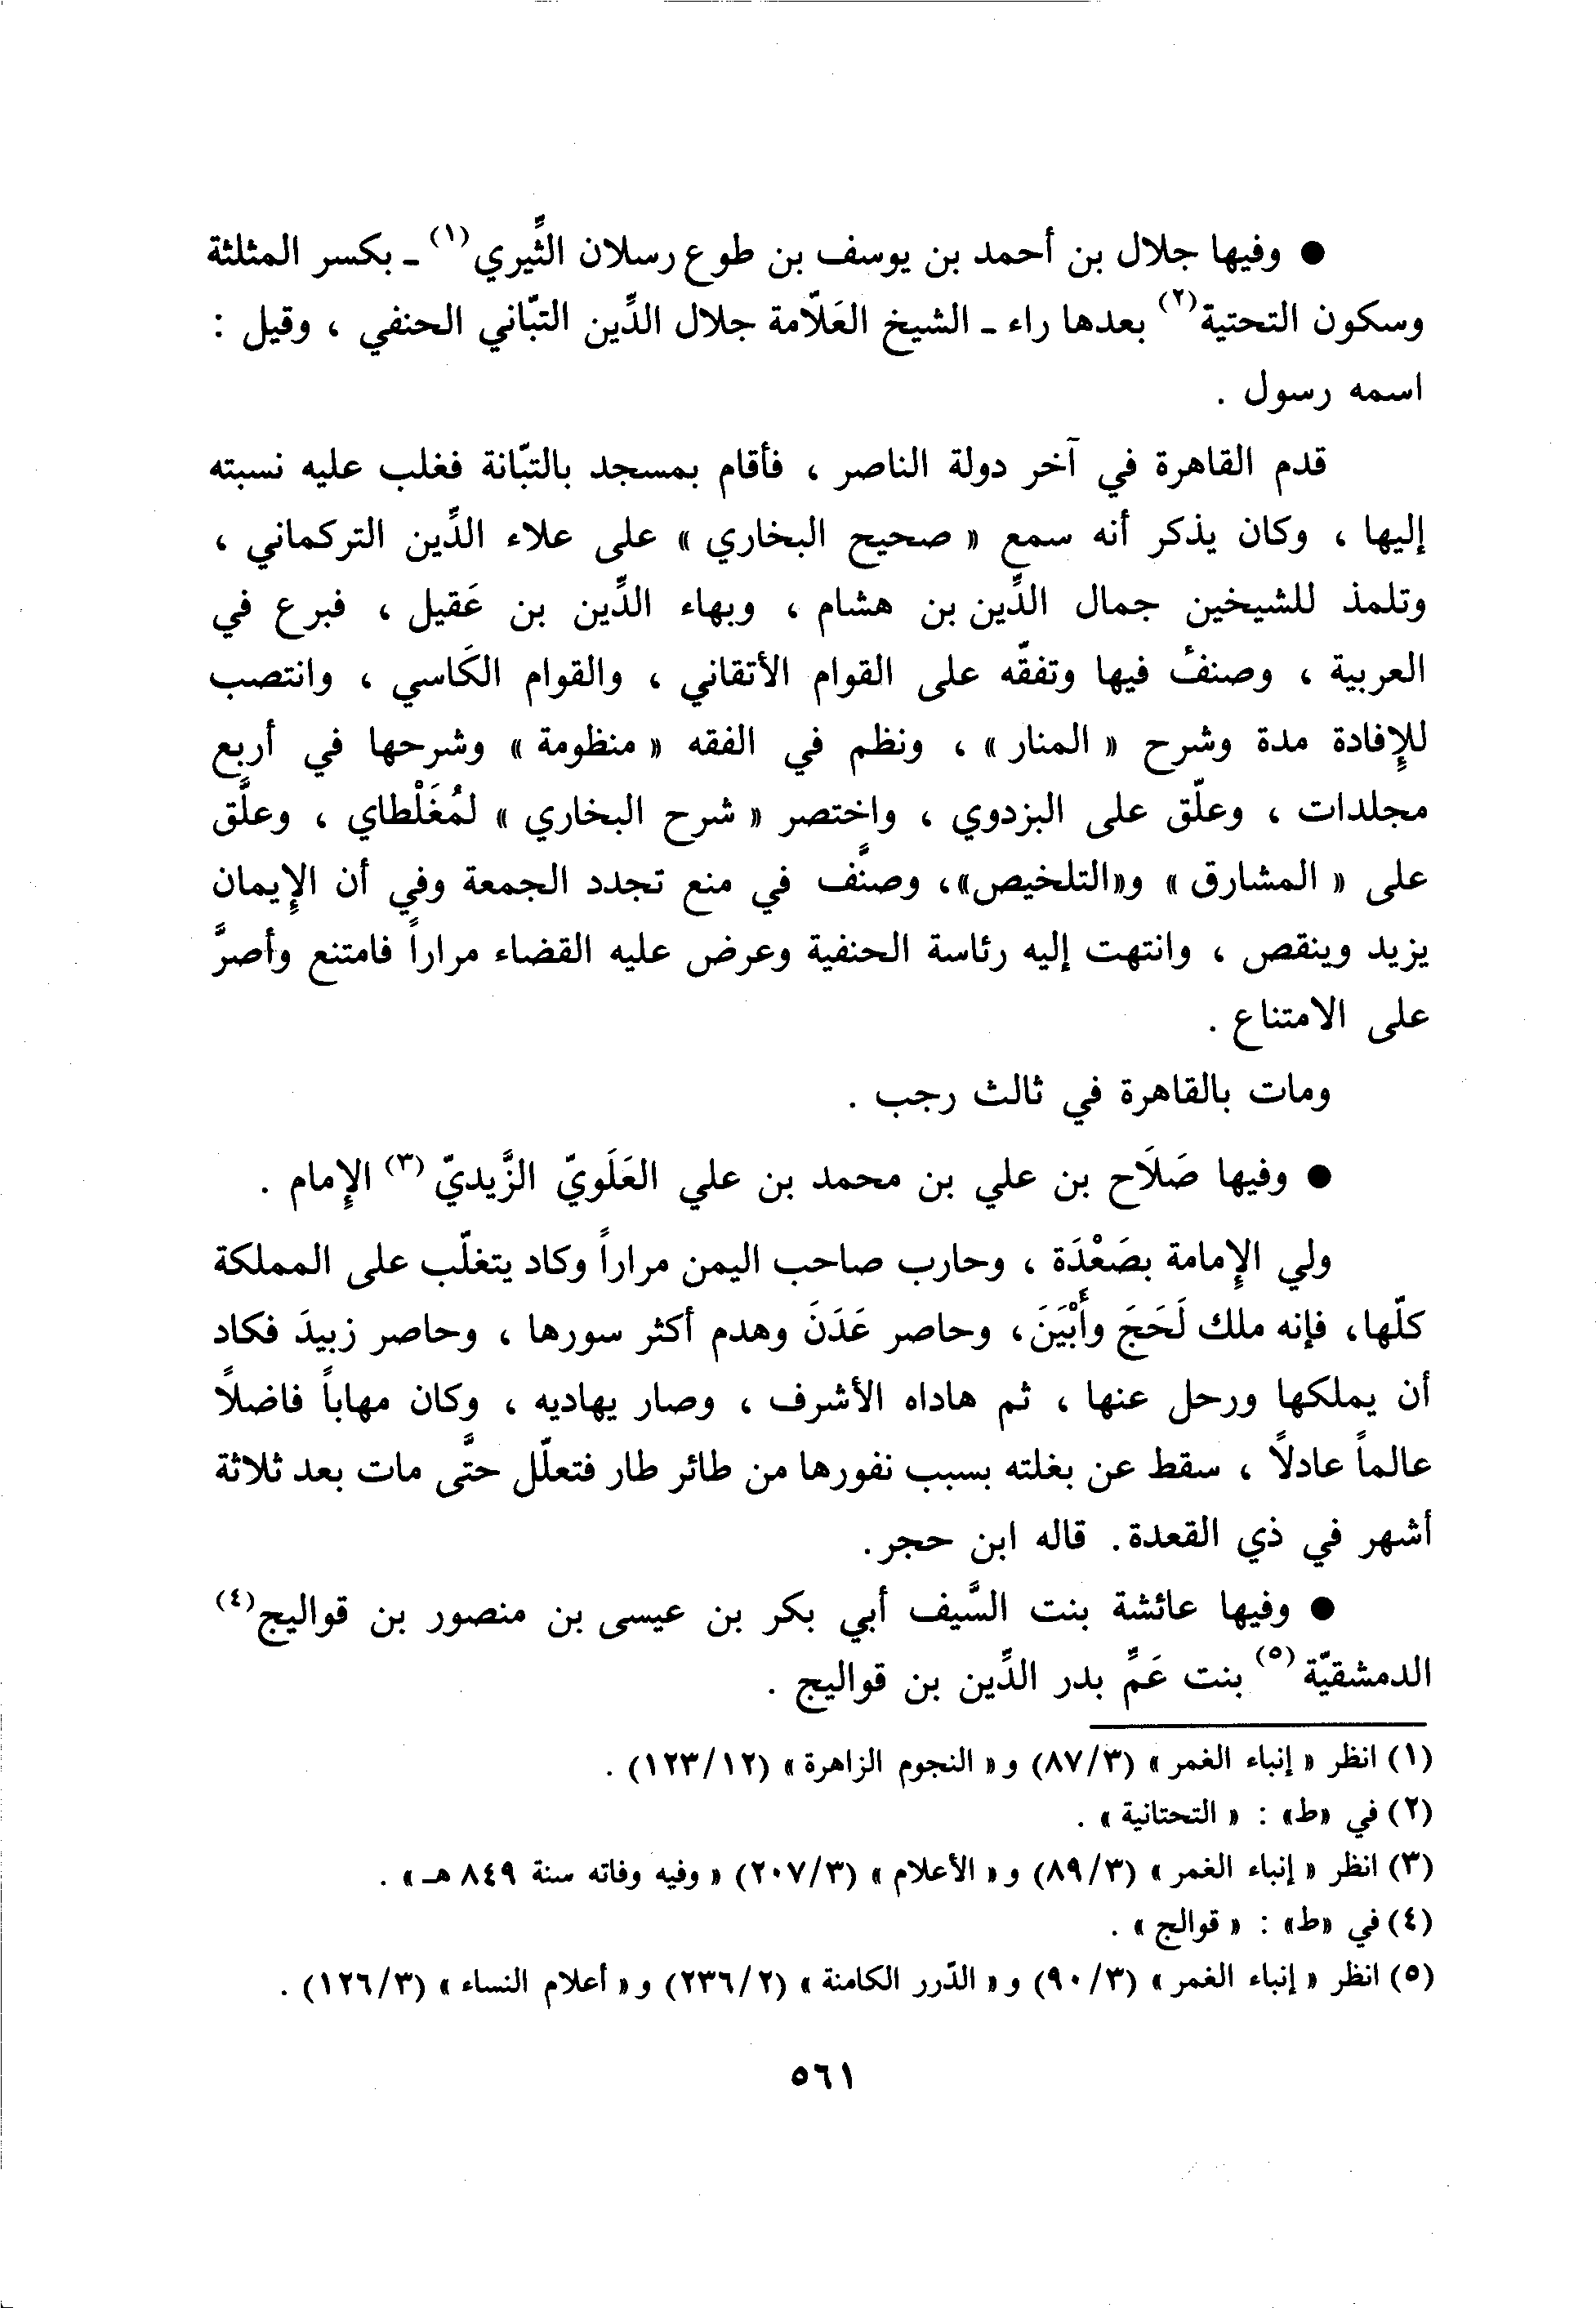 ● وفيها جلال بن أحمد بن يوسف بن طوع رسلان الثِّيري(١) - بكسر المثلثة
وسكون التحتية(٢) بعدها راء - الشيخ العَلّامة جلال الدِّين التبّاني الحنفي ، وقيل :
اسمه رسول .
قدم القاهرة في آخر دولة الناصر ، فأقام بمسجد بالتبّانة فغلب عليه نسبته
إليها ، وكان يذكر أنه سمع « صحيح البخاري » على علاء الدِّين التركماني ،
وتلمذ للشيخين جمال الدِّين بن هشام ، وبهاء الدِّين بن عَقيل ، فبرع في
العربية ، وصنفُ فيها وتفقّه على القوام الأتقاني ، والقوام الكَاسي ، وانتصب
للإفادة مدة وشرح « المنار » ، ونظم في الفقه « منظومة » وشرحها في أربع
مجلدات ، وعلّق على البزدوي ، واختصر « شرح البخاري » لمُغَلْطاي ، وعلَّق
على « المشارق » و«التلخيص»، وصنَّف في منع تجدد الجمعة وفي أن الإيمان
يزيد وينقص ، وانتهت إليه رئاسة الحنفية وعرض عليه القضاء مراراً فامتنع وأصرَّ
على الامتناع .
ومات بالقاهرة في ثالث رجب .
● وفيها صَلَاح بن علي بن محمد بن علي العَلَويّ الزَّيديّ(٣) الإمام .
ولي الإمامة بصَعْدَة ، وحارب صاحب اليمن مراراً وكاد يتغلّب على المملكة
كلّها، فإنه ملك لَحَجَ وأَبْيَنَ، وحاصر عَدَنَ وهدم أكثر سورها ، وحاصر زبيدَ فكاد
أن يملكها ورحل عنها ، ثم هاداه الأشرف ، وصار يهاديه ، وكان مهاباً فاضلاً
عالماً عادلاً ، سقط عن بغلته بسبب نفورها من طائر طار فتعلّل حتَّى مات بعد ثلاثة
أشهر في ذي القعدة. قاله ابن حجر.
● وفيها عائشة بنت السَّيف أبي بكر بن عيسى بن منصور بن قواليج(٤)
الدمشقيّة(٥) بنت عَمِّ بدر الدِّين بن قواليج .
(١) انظر « إنباء الغمر » (٨٧/٣) و « النجوم الزاهرة » (١٢٣/١٢) .
(٢) في «ط» : « التحتانية » .
(٣) انظر « إنباء الغمر » (٨٩/٣) و « الأعلام » (٢٠٧/٣) « وفيه وفاته سنة ٨٤٩ هـ » .
(٤) في «ط» : « قوالج » .
(٥) انظر « إنباء الغمر » (٩٠/٣) و « الدّرر الكامنة » (٢٣٦/٢) و « أعلام النساء » (١٢٦/٣) .
٥٦١